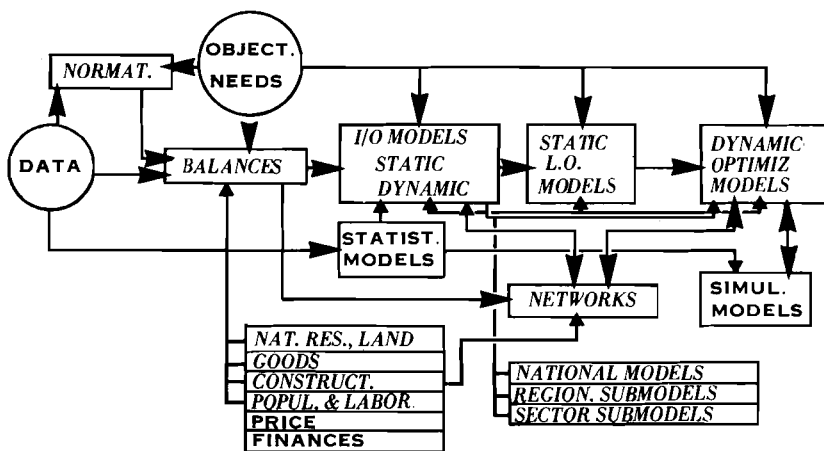 OBJECT.
NEEDS
NORMAT.
DATA
BALANCES
I/O MODELS
STATIC
DYNAMIC
STATIC
L.O.
MODELS
DYNAMIC
OPTIMIZ
MODELS
STATIST.
MODELS
NETWORKS
SIMUL.
MODELS
NAT. RES., LAND
GOODS
CONSTRUCT.
POPUL. & LABOR.
PRICE
FINANCES
NATIONAL MODELS
REGION. SUBMODELS
SECTOR SUBMODELS